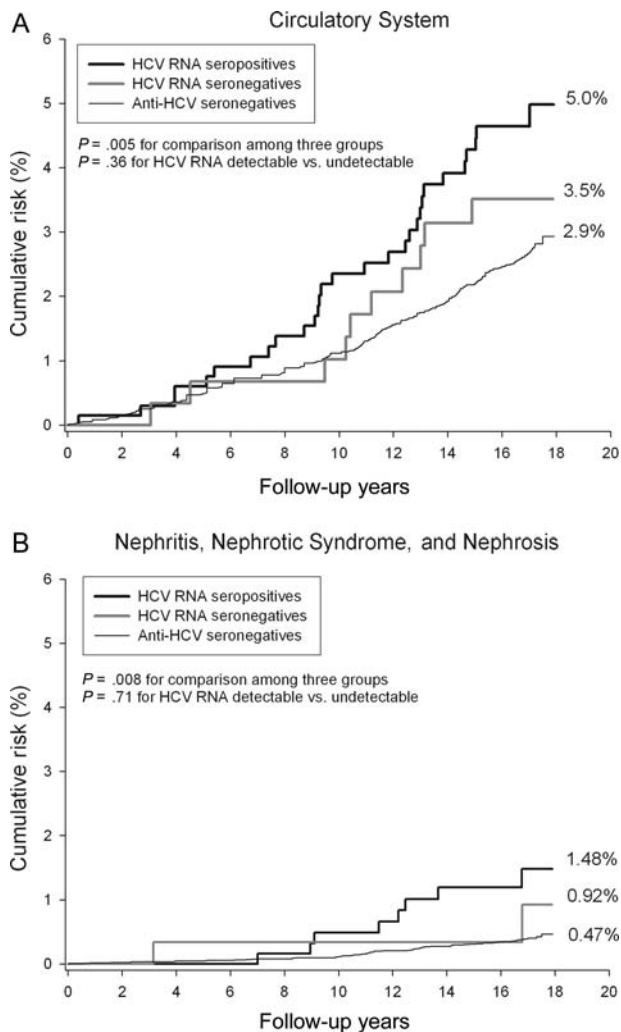 A
Circulatory System
6
5
4
3
2
1
0
Cumulative risk (%)
HCV RNA seropositives
HCV RNA seronegatives
Anti-HCV seronegatives
P = .005 for comparison among three groups
P = .36 for HCV RNA detectable vs. undetectable
5.0%
3.5%
2.9%
0 2 4 6 8 10 12 14 16 18 20
Follow-up years
B
Nephritis, Nephrotic Syndrome, and Nephrosis
6
5
4
3
2
1
0
Cumulative risk (%)
HCV RNA seropositives
HCV RNA seronegatives
Anti-HCV seronegatives
P = .008 for comparison among three groups
P = .71 for HCV RNA detectable vs. undetectable
1.48%
0.92%
0.47%
0 2 4 6 8 10 12 14 16 18 20
Follow-up years